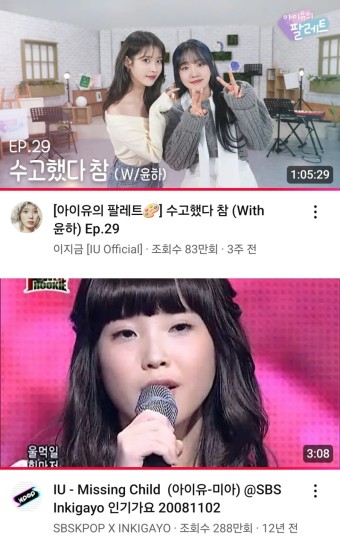 아이유의
팔레트
EP.29
수고했다 참 (W/윤하)
1:05:29
[아이유의 팔레트🎨] 수고했다 참 (With
윤하) Ep.29
이지금 [IU Official] · 조회수 83만회 · 3주 전
ROOKIE
울먹일
3:08
kpop
IU - Missing Child (아이유-미아) @SBS
Inkigayo 인기가요 20081102
SBSKPOP X INKIGAYO · 조회수 288만회 · 12년 전